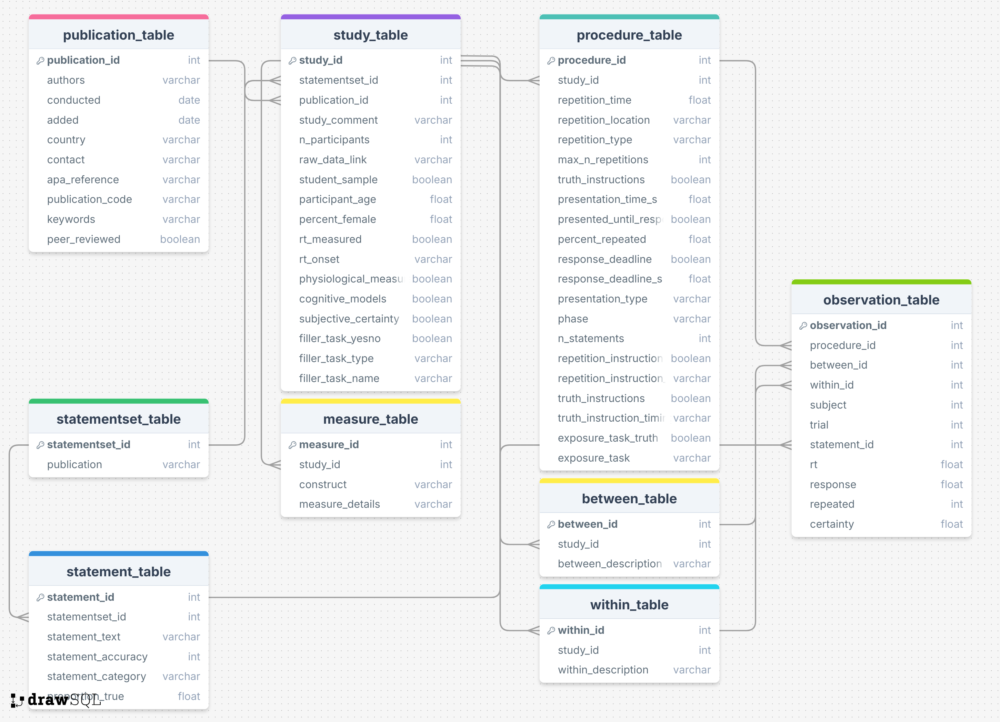 publication_table
publication_id int
authors varchar
conducted date
added date
country varchar
contact varchar
apa_reference varchar
publication_code varchar
keywords varchar
peer_reviewed boolean
study_table
study_id int
statementset_id int
publication_id int
study_comment varchar
n_participants int
raw_data_link varchar
student_sample boolean
participant_age float
percent_female float
rt_measured boolean
rt_onset varchar
physiological_measu boolean
cognitive_models boolean
subjective_certainty boolean
filler_task_yesno boolean
filler_task_type varchar
filler_task_name varchar
procedure_table
procedure_id int
study_id int
repetition_time float
repetition_location varchar
repetition_type varchar
max_n_repetitions int
truth_instructions boolean
presentation_time_s float
presented_until_resp boolean
percent_repeated float
response_deadline boolean
response_deadline_s float
presentation_type varchar
phase varchar
n_statements int
repetition_instruction boolean
repetition_instruction_ varchar
truth_instructions boolean
truth_instruction_timi varchar
exposure_task_truth boolean
exposure_task varchar
observation_table
observation_id int
procedure_id int
between_id int
within_id int
subject int
trial int
statement_id int
rt float
response float
repeated int
certainty float
statementset_table
statementset_id int
publication varchar
measure_table
measure_id int
study_id int
construct varchar
measure_details varchar
between_table
between_id int
study_id int
between_description varchar
statement_table
statement_id int
statementset_id int
statement_text varchar
statement_accuracy int
statement_category varchar
proportion_true float
within_table
within_id int
study_id int
within_description varchar
drawSQL